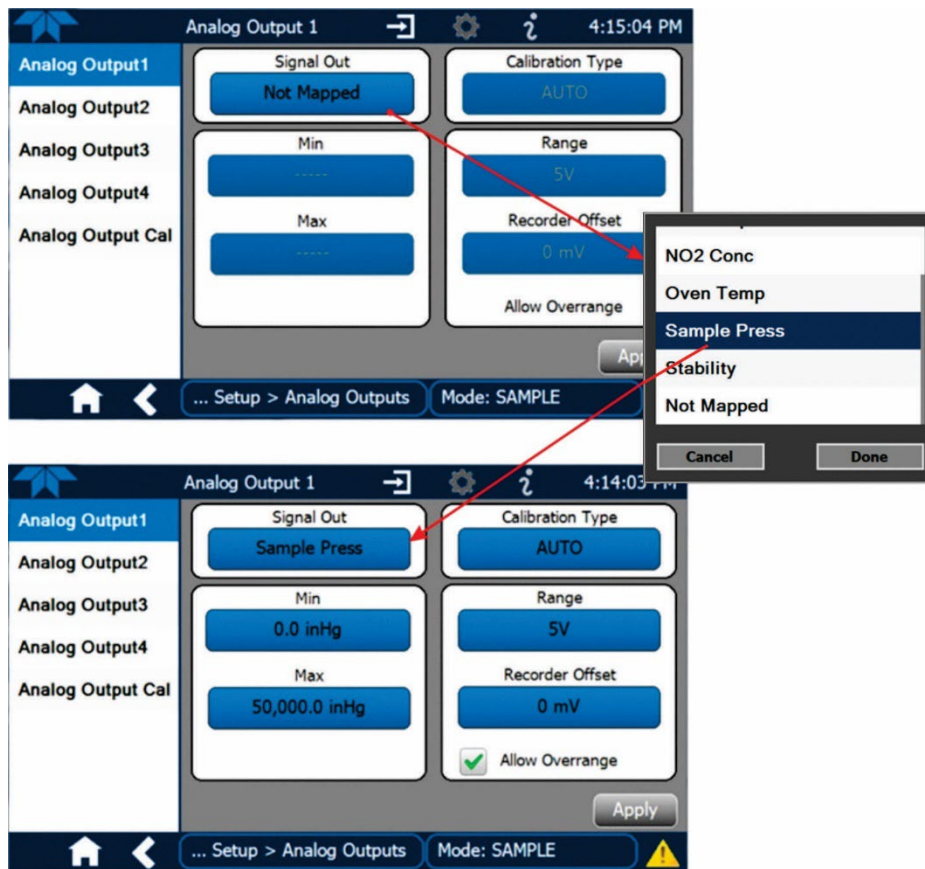 Analog Output 1
4:15:04 PM
Analog Output1
Analog Output2
Analog Output3
Analog Output4
Analog Output Cal
Signal Out
Not Mapped
Min
-----
Max
-----
Calibration Type
AUTO
Range
5V
Recorder Offset
0 mV
Allow Overrange
... Setup > Analog Outputs
Mode: SAMPLE
NO2 Conc
Oven Temp
Sample Press
Stability
Not Mapped
Cancel
Done
Analog Output 1
4:14:03
Analog Output1
Analog Output2
Analog Output3
Analog Output4
Analog Output Cal
Signal Out
Sample Press
Min
0.0 inHg
Max
50,000.0 inHg
Calibration Type
AUTO
Range
5V
Recorder Offset
0 mV
Allow Overrange
Apply
... Setup > Analog Outputs
Mode: SAMPLE